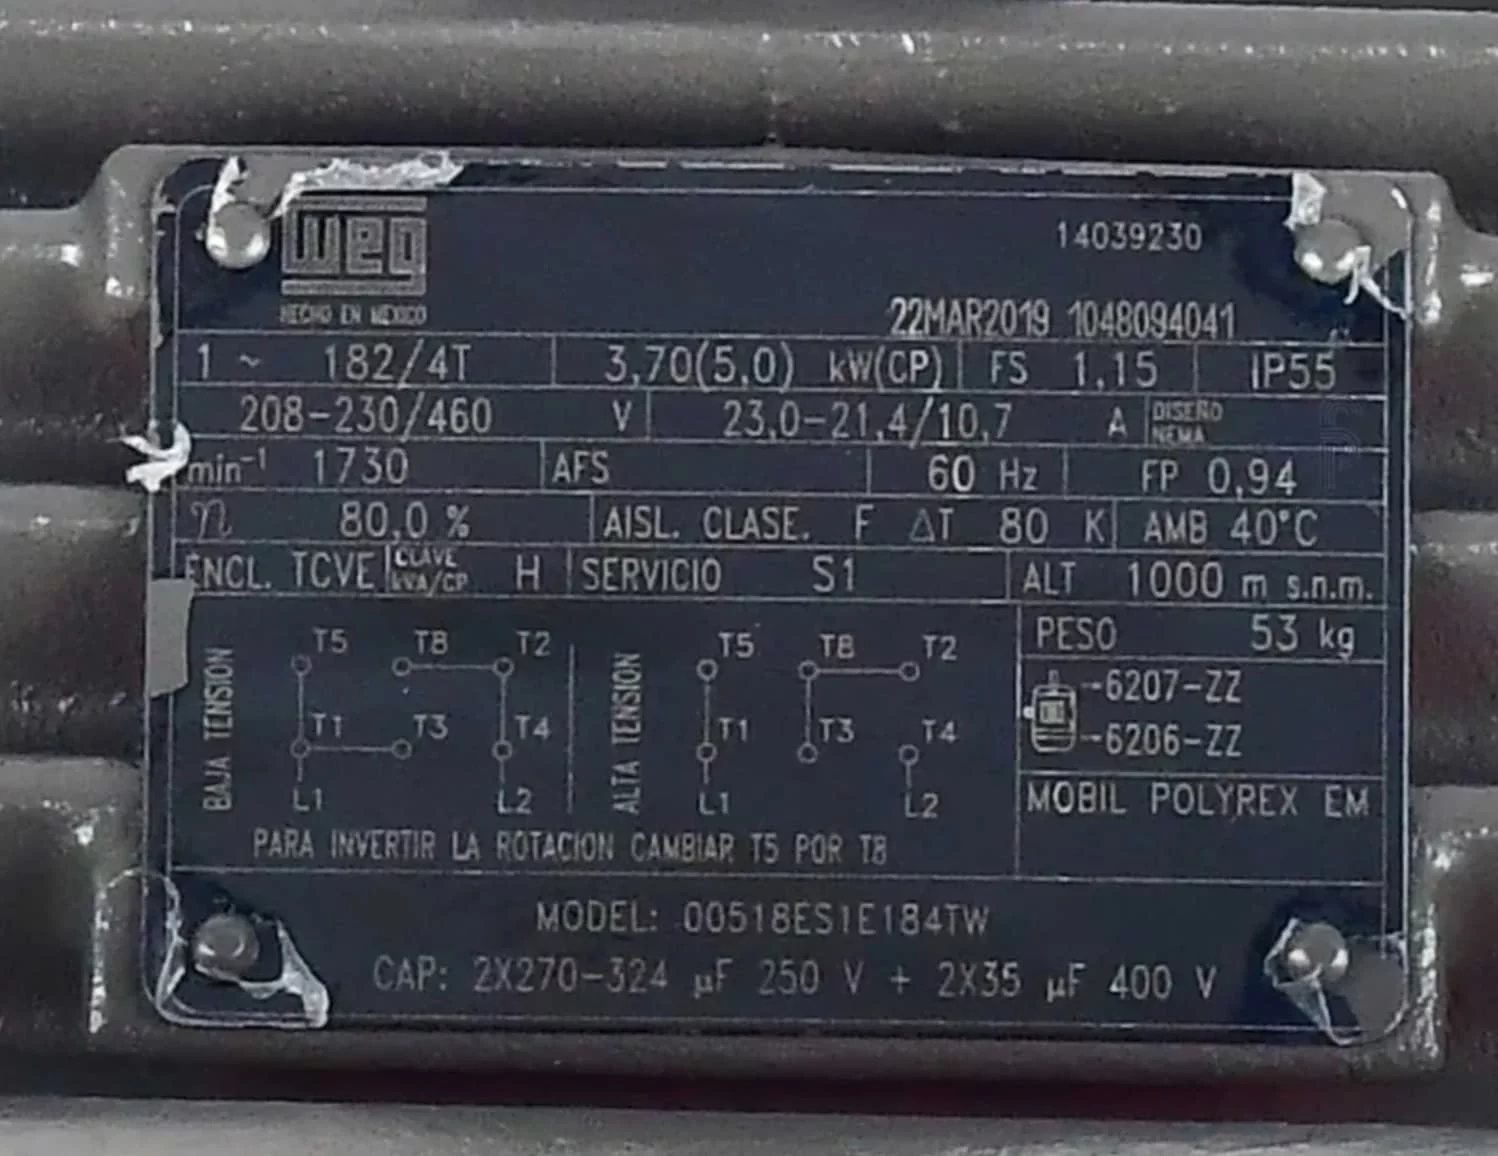 WEG
14039230
HECHO EN MEXICO
22MAR2019 1048094041
1 ~ 182/4T 3,70(5,0) kW(CP) FS 1,15 IP55
208-230/460 V 23,0-21,4/10,7 A DISEÑO NEMA
min⁻¹ 1730 AFS 60 Hz FP 0,94
η 80,0 % AISL. CLASE. F ΔT 80 K AMB 40°C
ENCL. TCVE CLAVE kVA/CP H SERVICIO S1 ALT 1000 m s.n.m.
BAJA TENSION
T5 T8 T2
T1 T3 T4
L1 L2
ALTA TENSION
T5 T8 T2
T1 T3 T4
L1 L2
PARA INVERTIR LA ROTACION CAMBIAR T5 POR T8
PESO 53 kg
-6207-ZZ
-6206-ZZ
MOBIL POLYREX EM
MODEL: 00518ES1E184TW
CAP: 2X270-324 µF 250 V + 2X35 µF 400 V